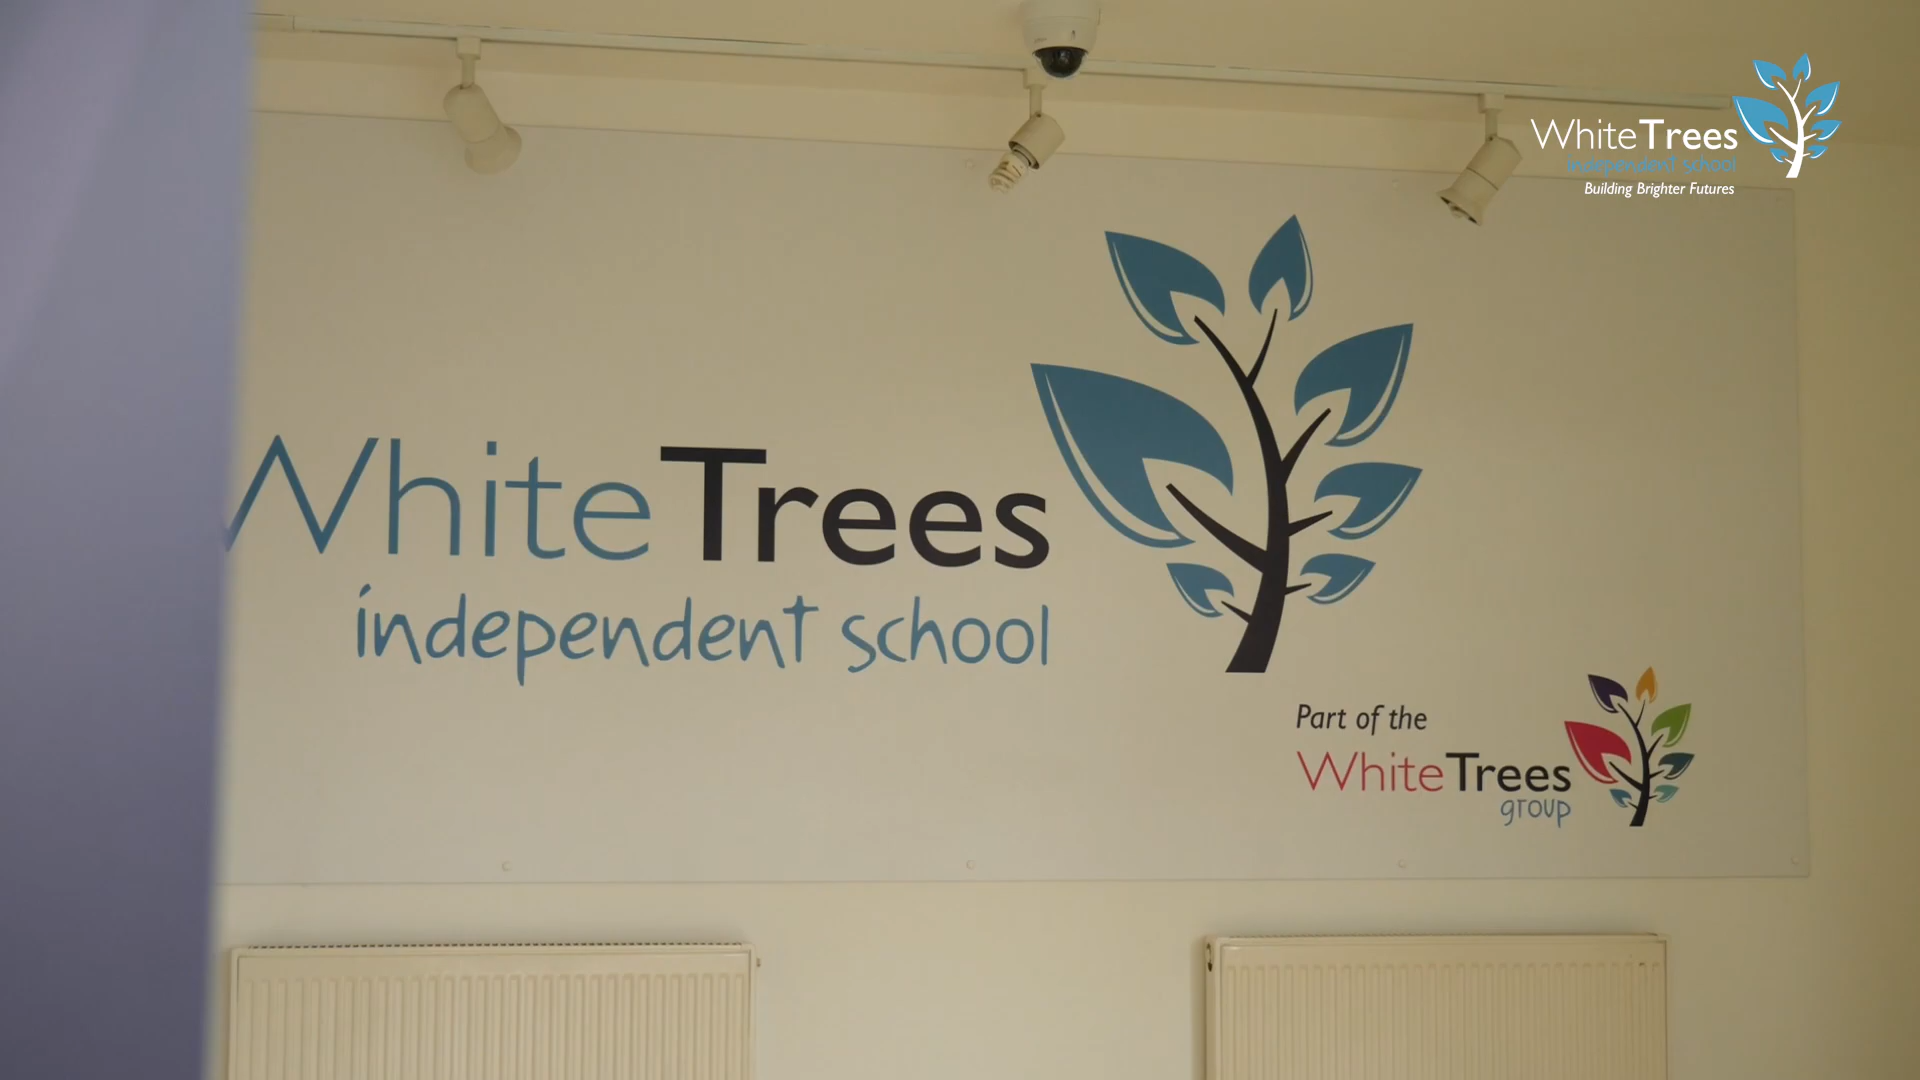 WhiteTrees
independent school
Building Brighter Futures
WhiteTrees
independent school
Part of the
WhiteTrees
group